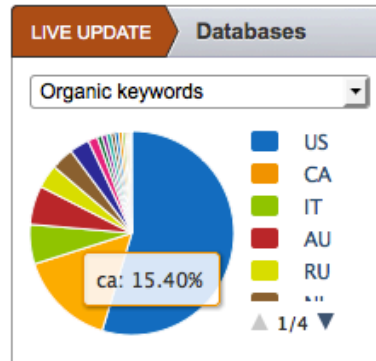 LIVE UPDATE Databases
Organic keywords
US
CA
IT
AU
RU
ca: 15.40%
1/4